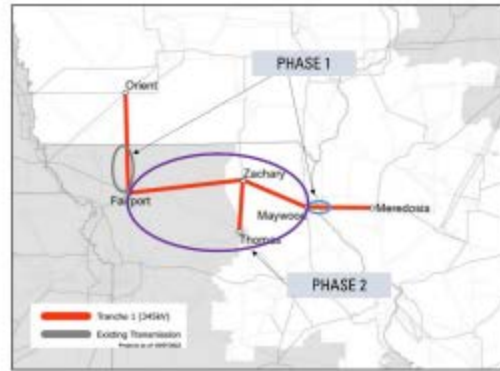 PHASE 1
Orient
Zachary
Fairport
Maywood
Meredosia
Thomas
PHASE 2
Tranche 1 (345kV)
Existing Transmission